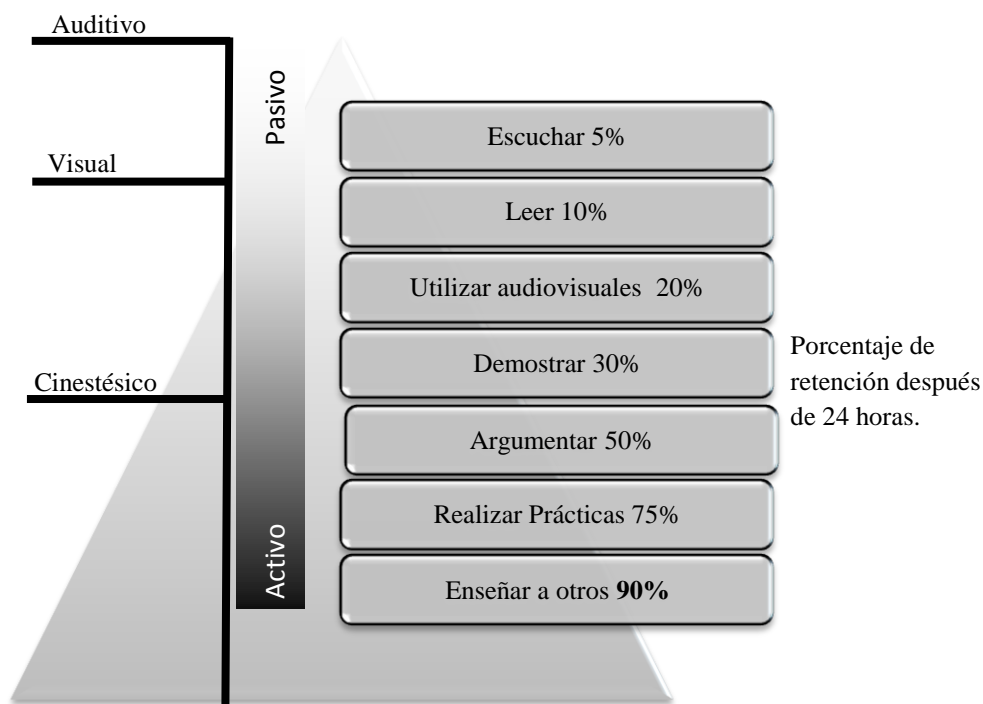 Auditivo
Visual
Cinestésico
Pasivo
Activo
Escuchar 5%
Leer 10%
Utilizar audiovisuales 20%
Demostrar 30%
Argumentar 50%
Realizar Prácticas 75%
Enseñar a otros 90%
Porcentaje de
retención después
de 24 horas.